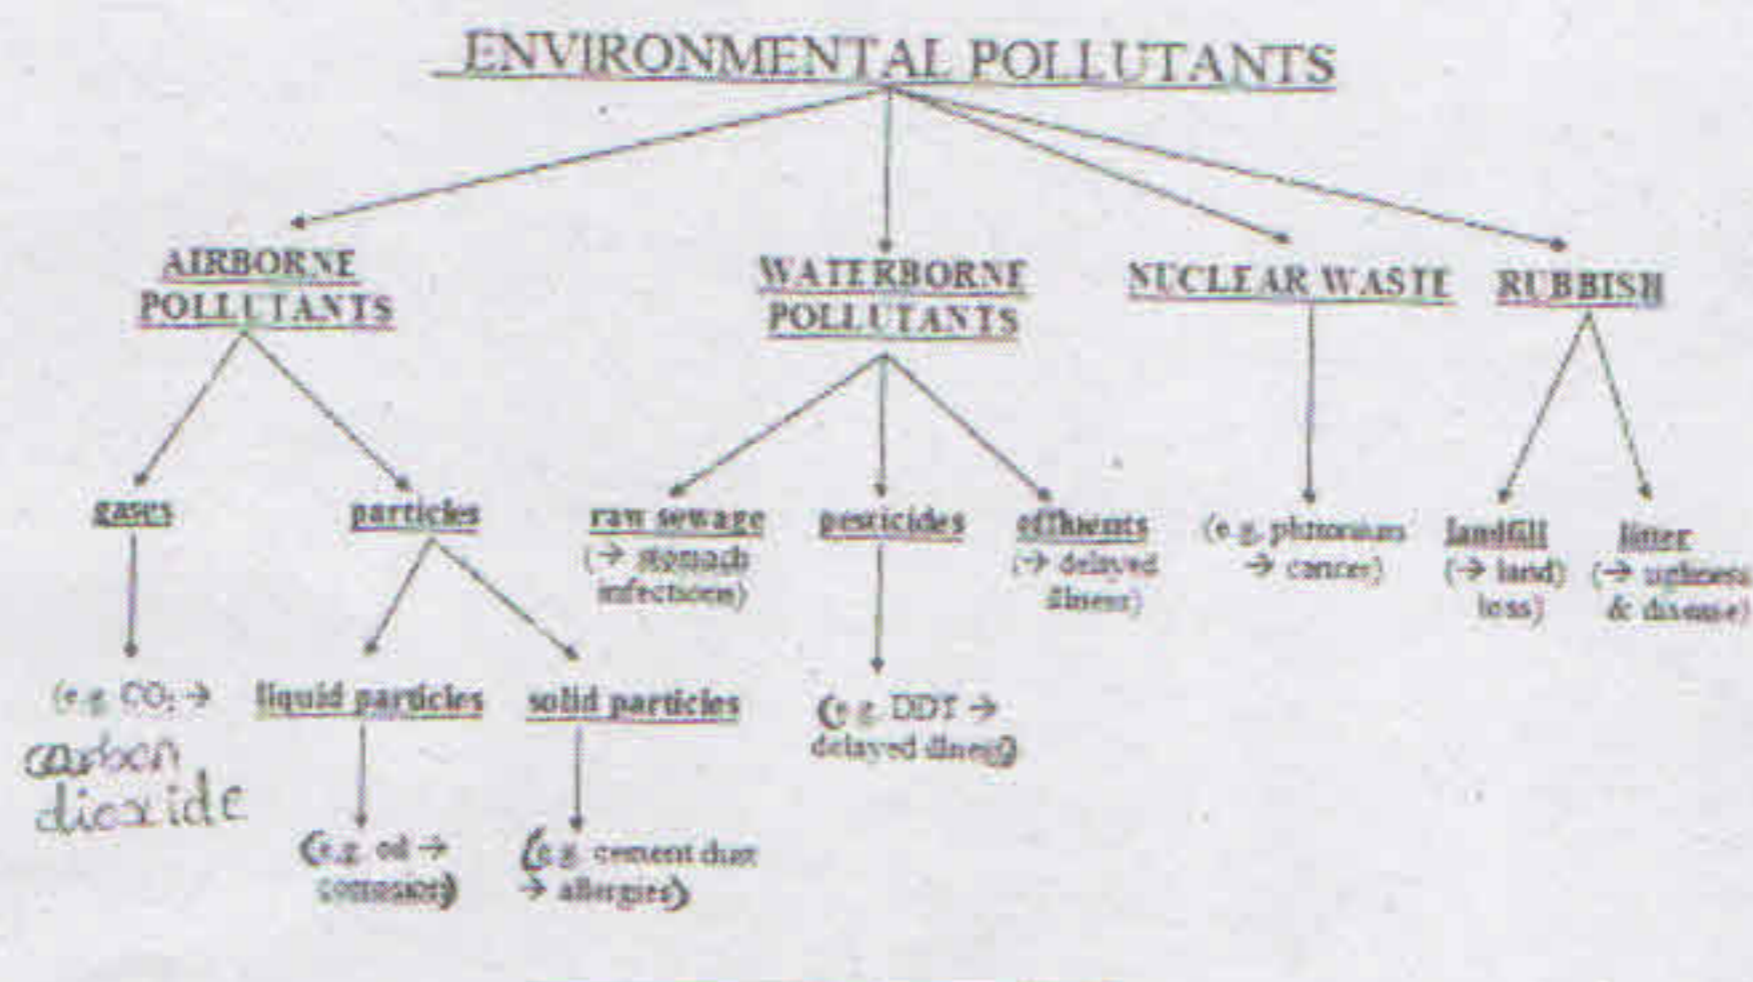 ENVIRONMENTAL POLLUTANTS
AIRBORNE
POLLUTANTS
WATERBORNE
POLLUTANTS
NUCLEAR WASTE
RUBBISH
gases
particles
raw sewage
(→ stomach
infections)
pesticides
effluents
(→ delayed
illness)
(e.g. plutonium
→ cancer)
landfill
(→ land)
loss)
litter
(→ ugliness
& disease)
(e.g. CO₂ →
carbon
dioxide
liquid particles
solid particles
(e.g. DDT →
delayed illness)
(e.g. oil →
corrosion)
(e.g. cement dust
→ allergies)